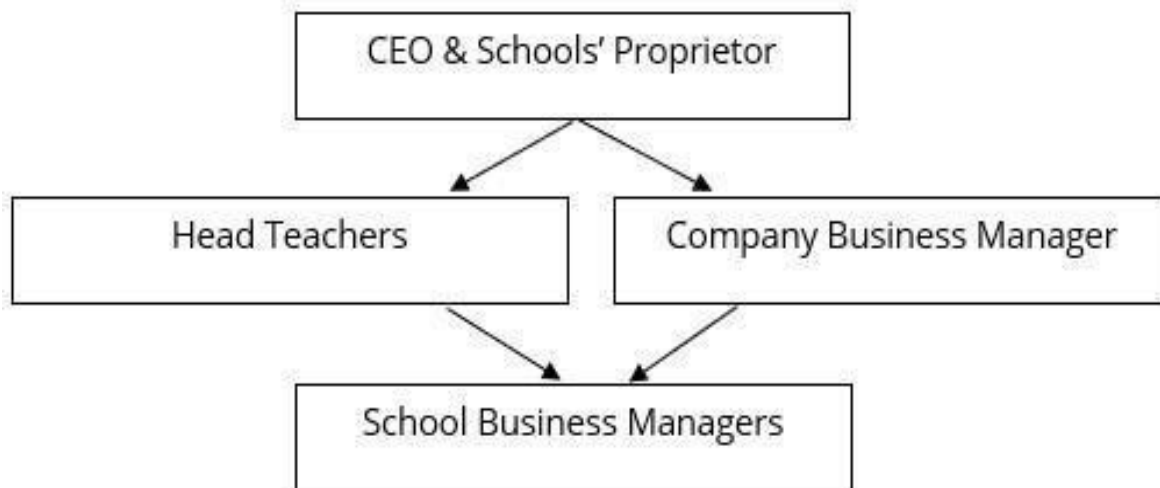 CEO & Schools’ Proprietor
Head Teachers
Company Business Manager
School Business Managers